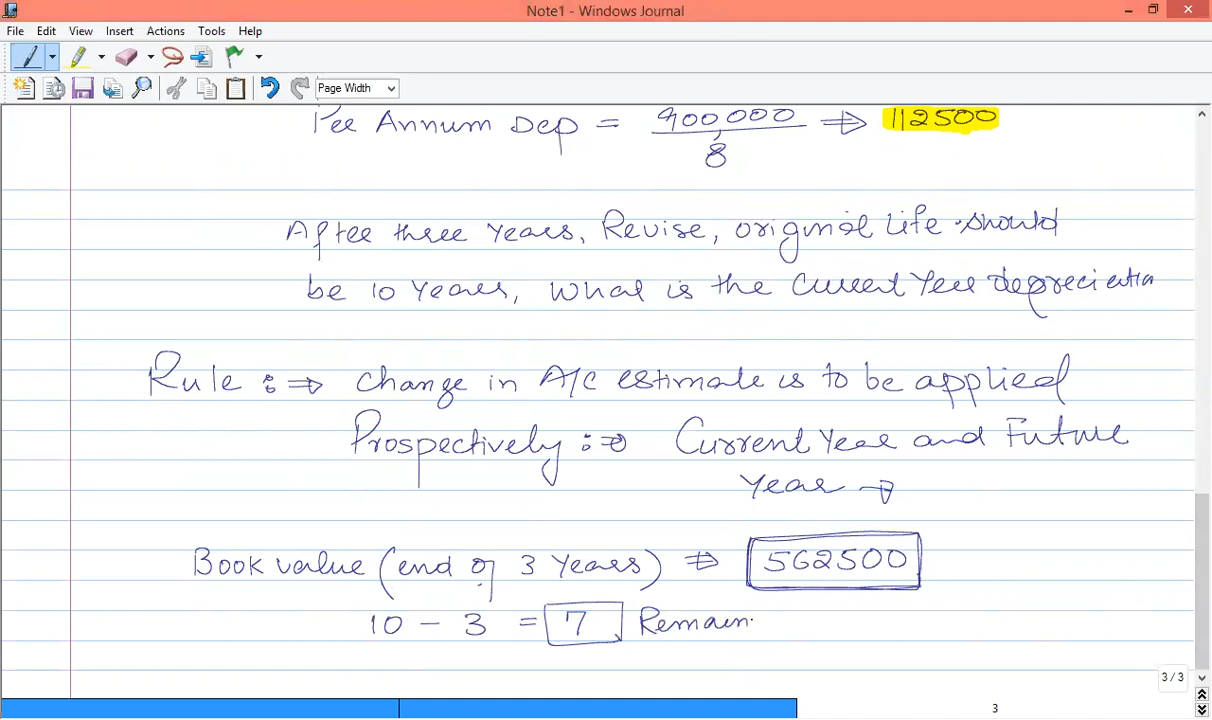 Note1 - Windows Journal
File Edit View Insert Actions Tools Help
Page Width
Pee Annum Dep = 900000 ⇒ 112500
8
After three Years, Revise, original Life should
be 10 Years, What is the Current Year depreciation
Rule :⇒ Change in A/C estimate is to be applied
Prospectively :⇒ Current Year and Future
Year →
Book value (end of 3 Years) ⇒ 562500
10 - 3 = 7 Remain
3 / 3
3